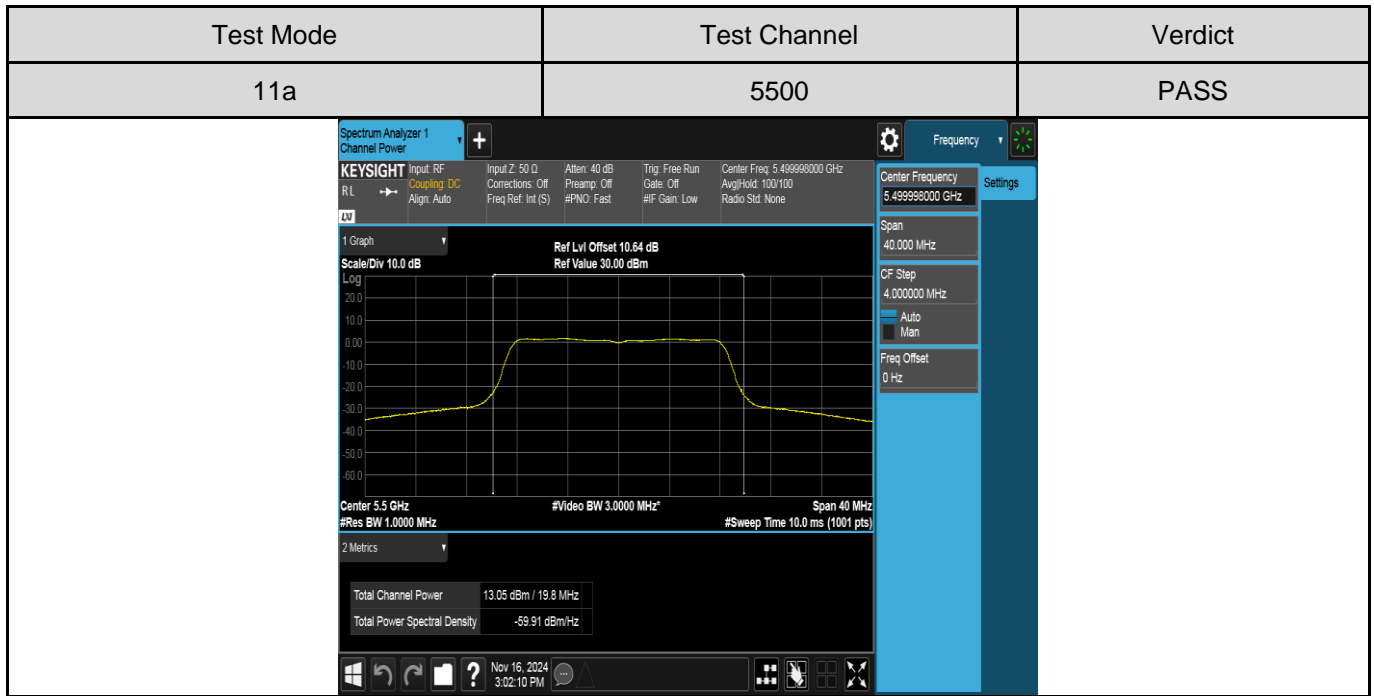 Test Mode
Test Channel
Verdict
11a
5500
PASS
Spectrum Analyzer 1
Channel Power
+
Frequency
KEYSIGHT
RL
LXI
Input: RF
Coupling: DC
Align: Auto
Input Z: 50 Ω
Corrections: Off
Freq Ref: Int (S)
Atten: 40 dB
Preamp: Off
#PNO: Fast
Trig: Free Run
Gate: Off
#IF Gain: Low
Center Freq: 5.499998000 GHz
Avg|Hold: 100/100
Radio Std: None
Center Frequency
5.499998000 GHz
Settings
Span
40.000 MHz
CF Step
4.000000 MHz
Auto
Man
Freq Offset
0 Hz
1 Graph
Scale/Div 10.0 dB
Ref Lvl Offset 10.64 dB
Ref Value 30.00 dBm
Log
20.0
10.0
0.00
-10.0
-20.0
-30.0
-40.0
-50.0
-60.0
Center 5.5 GHz
#Video BW 3.0000 MHz*
Span 40 MHz
#Res BW 1.0000 MHz
#Sweep Time 10.0 ms (1001 pts)
2 Metrics
Total Channel Power 13.05 dBm / 19.8 MHz
Total Power Spectral Density -59.91 dBm/Hz
?
Nov 16, 2024
3:02:10 PM